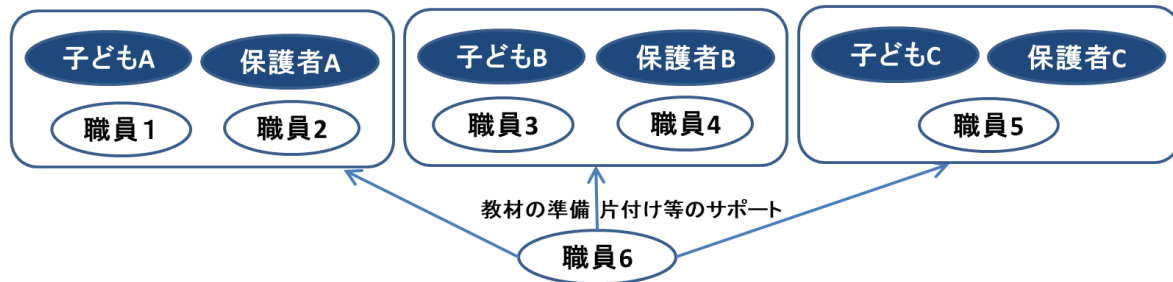 子どもA
保護者A
職員1
職員2
子どもB
保護者B
職員3
職員4
子どもC
保護者C
職員5
教材の準備 片付け等のサポート
職員6